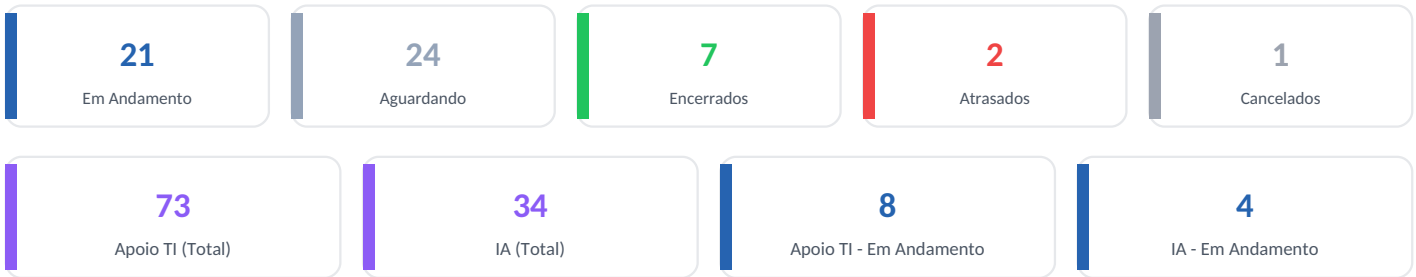 21
Em Andamento
24
Aguardando
7
Encerrados
2
Atrasados
1
Cancelados
73
Apoio TI (Total)
34
IA (Total)
8
Apoio TI - Em Andamento
4
IA - Em Andamento